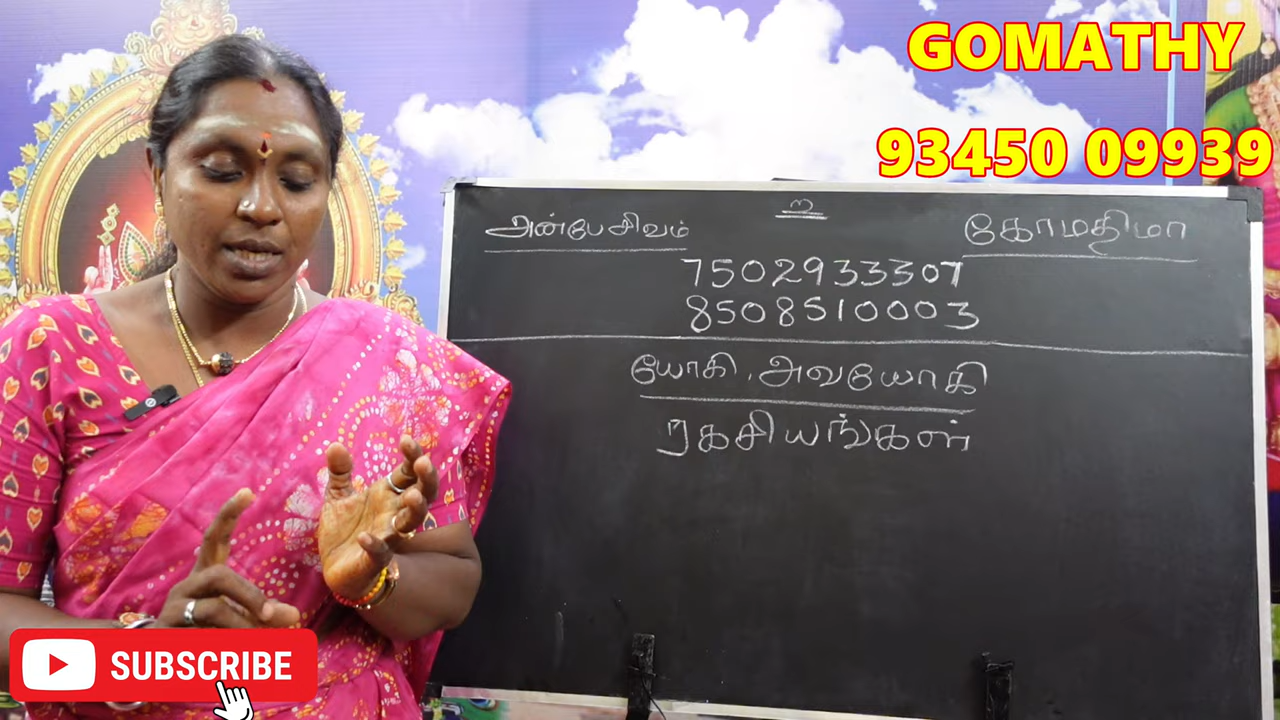 GOMATHY
93450 09939
உ
அன்பே சிவம்
கோமதிமா
7502933307
8508510003
யோகி, அவயோகி
ரகசியங்கள்
SUBSCRIBE